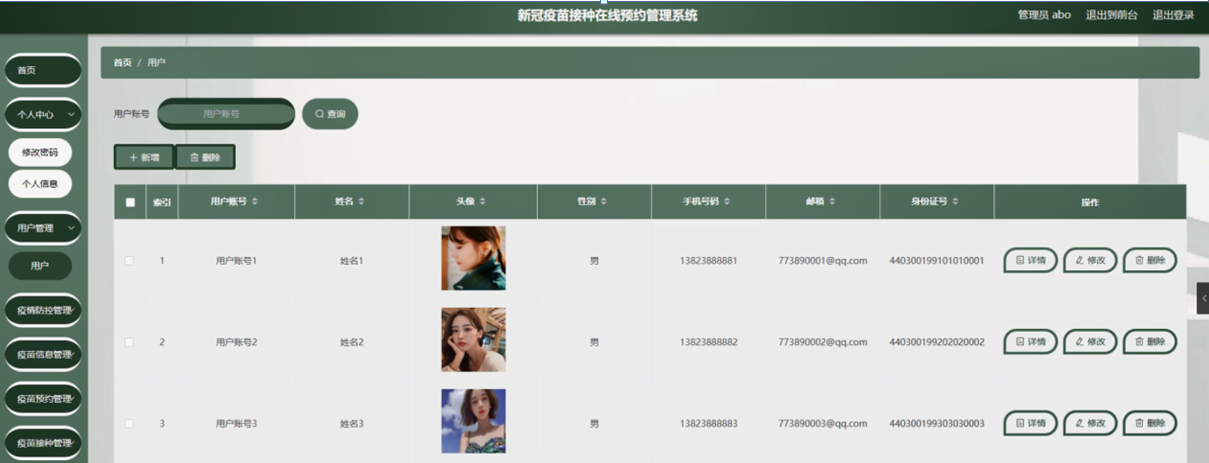 新冠疫苗接种在线预约管理系统
管理员 abo 退出到前台 退出登录
首页
个人中心
修改密码
个人信息
用户管理
用户
疫情防控管理
疫苗信息管理
疫苗预约管理
疫苗接种管理
首页 / 用户
用户账号 用户账号 查询
新增 删除
索引 用户账号 姓名 头像 性别 手机号码 邮箱 身份证号 操作
1 用户账号1 姓名1 男 13823888881 773890001@qq.com 440300199101010001 详情 修改 删除
2 用户账号2 姓名2 男 13823888882 773890002@qq.com 440300199202020002 详情 修改 删除
3 用户账号3 姓名3 男 13823888883 773890003@qq.com 440300199303030003 详情 修改 删除